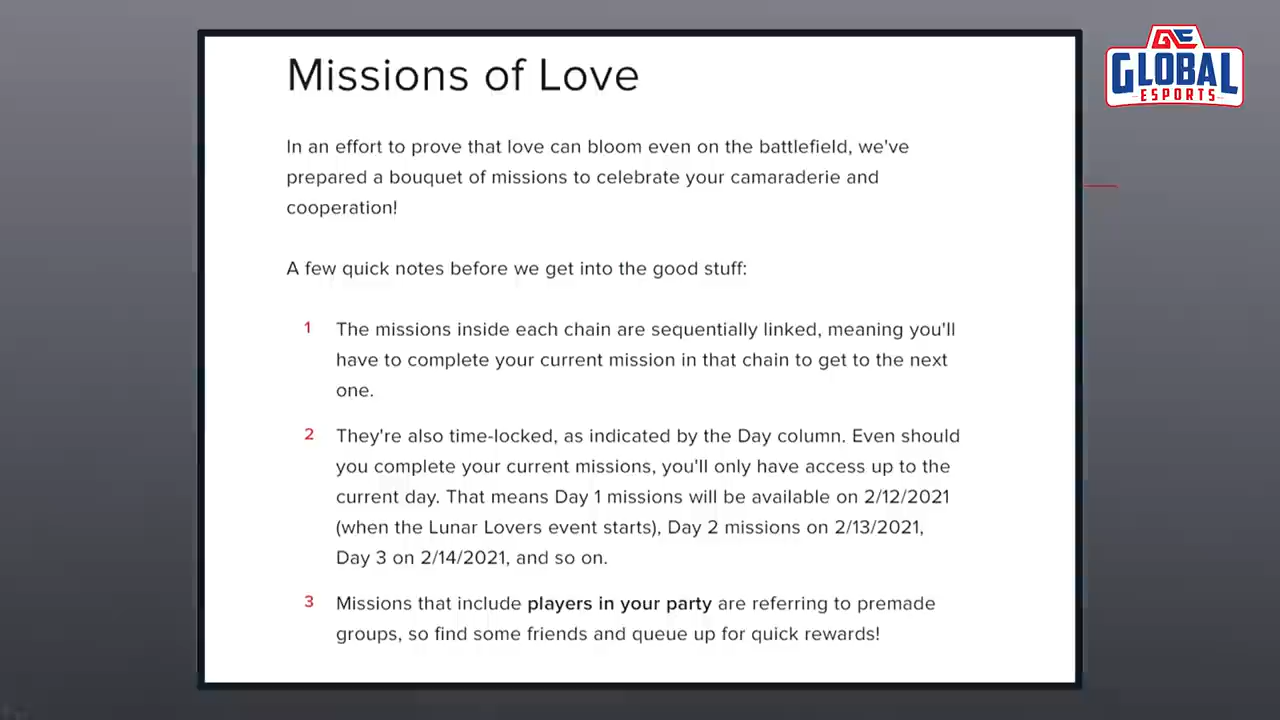 GE
GLOBAL
ESPORTS
Missions of Love
In an effort to prove that love can bloom even on the battlefield, we've
prepared a bouquet of missions to celebrate your camaraderie and
cooperation!
A few quick notes before we get into the good stuff:
1 The missions inside each chain are sequentially linked, meaning you'll
have to complete your current mission in that chain to get to the next
one.
2 They're also time-locked, as indicated by the Day column. Even should
you complete your current missions, you'll only have access up to the
current day. That means Day 1 missions will be available on 2/12/2021
(when the Lunar Lovers event starts), Day 2 missions on 2/13/2021,
Day 3 on 2/14/2021, and so on.
3 Missions that include players in your party are referring to premade
groups, so find some friends and queue up for quick rewards!